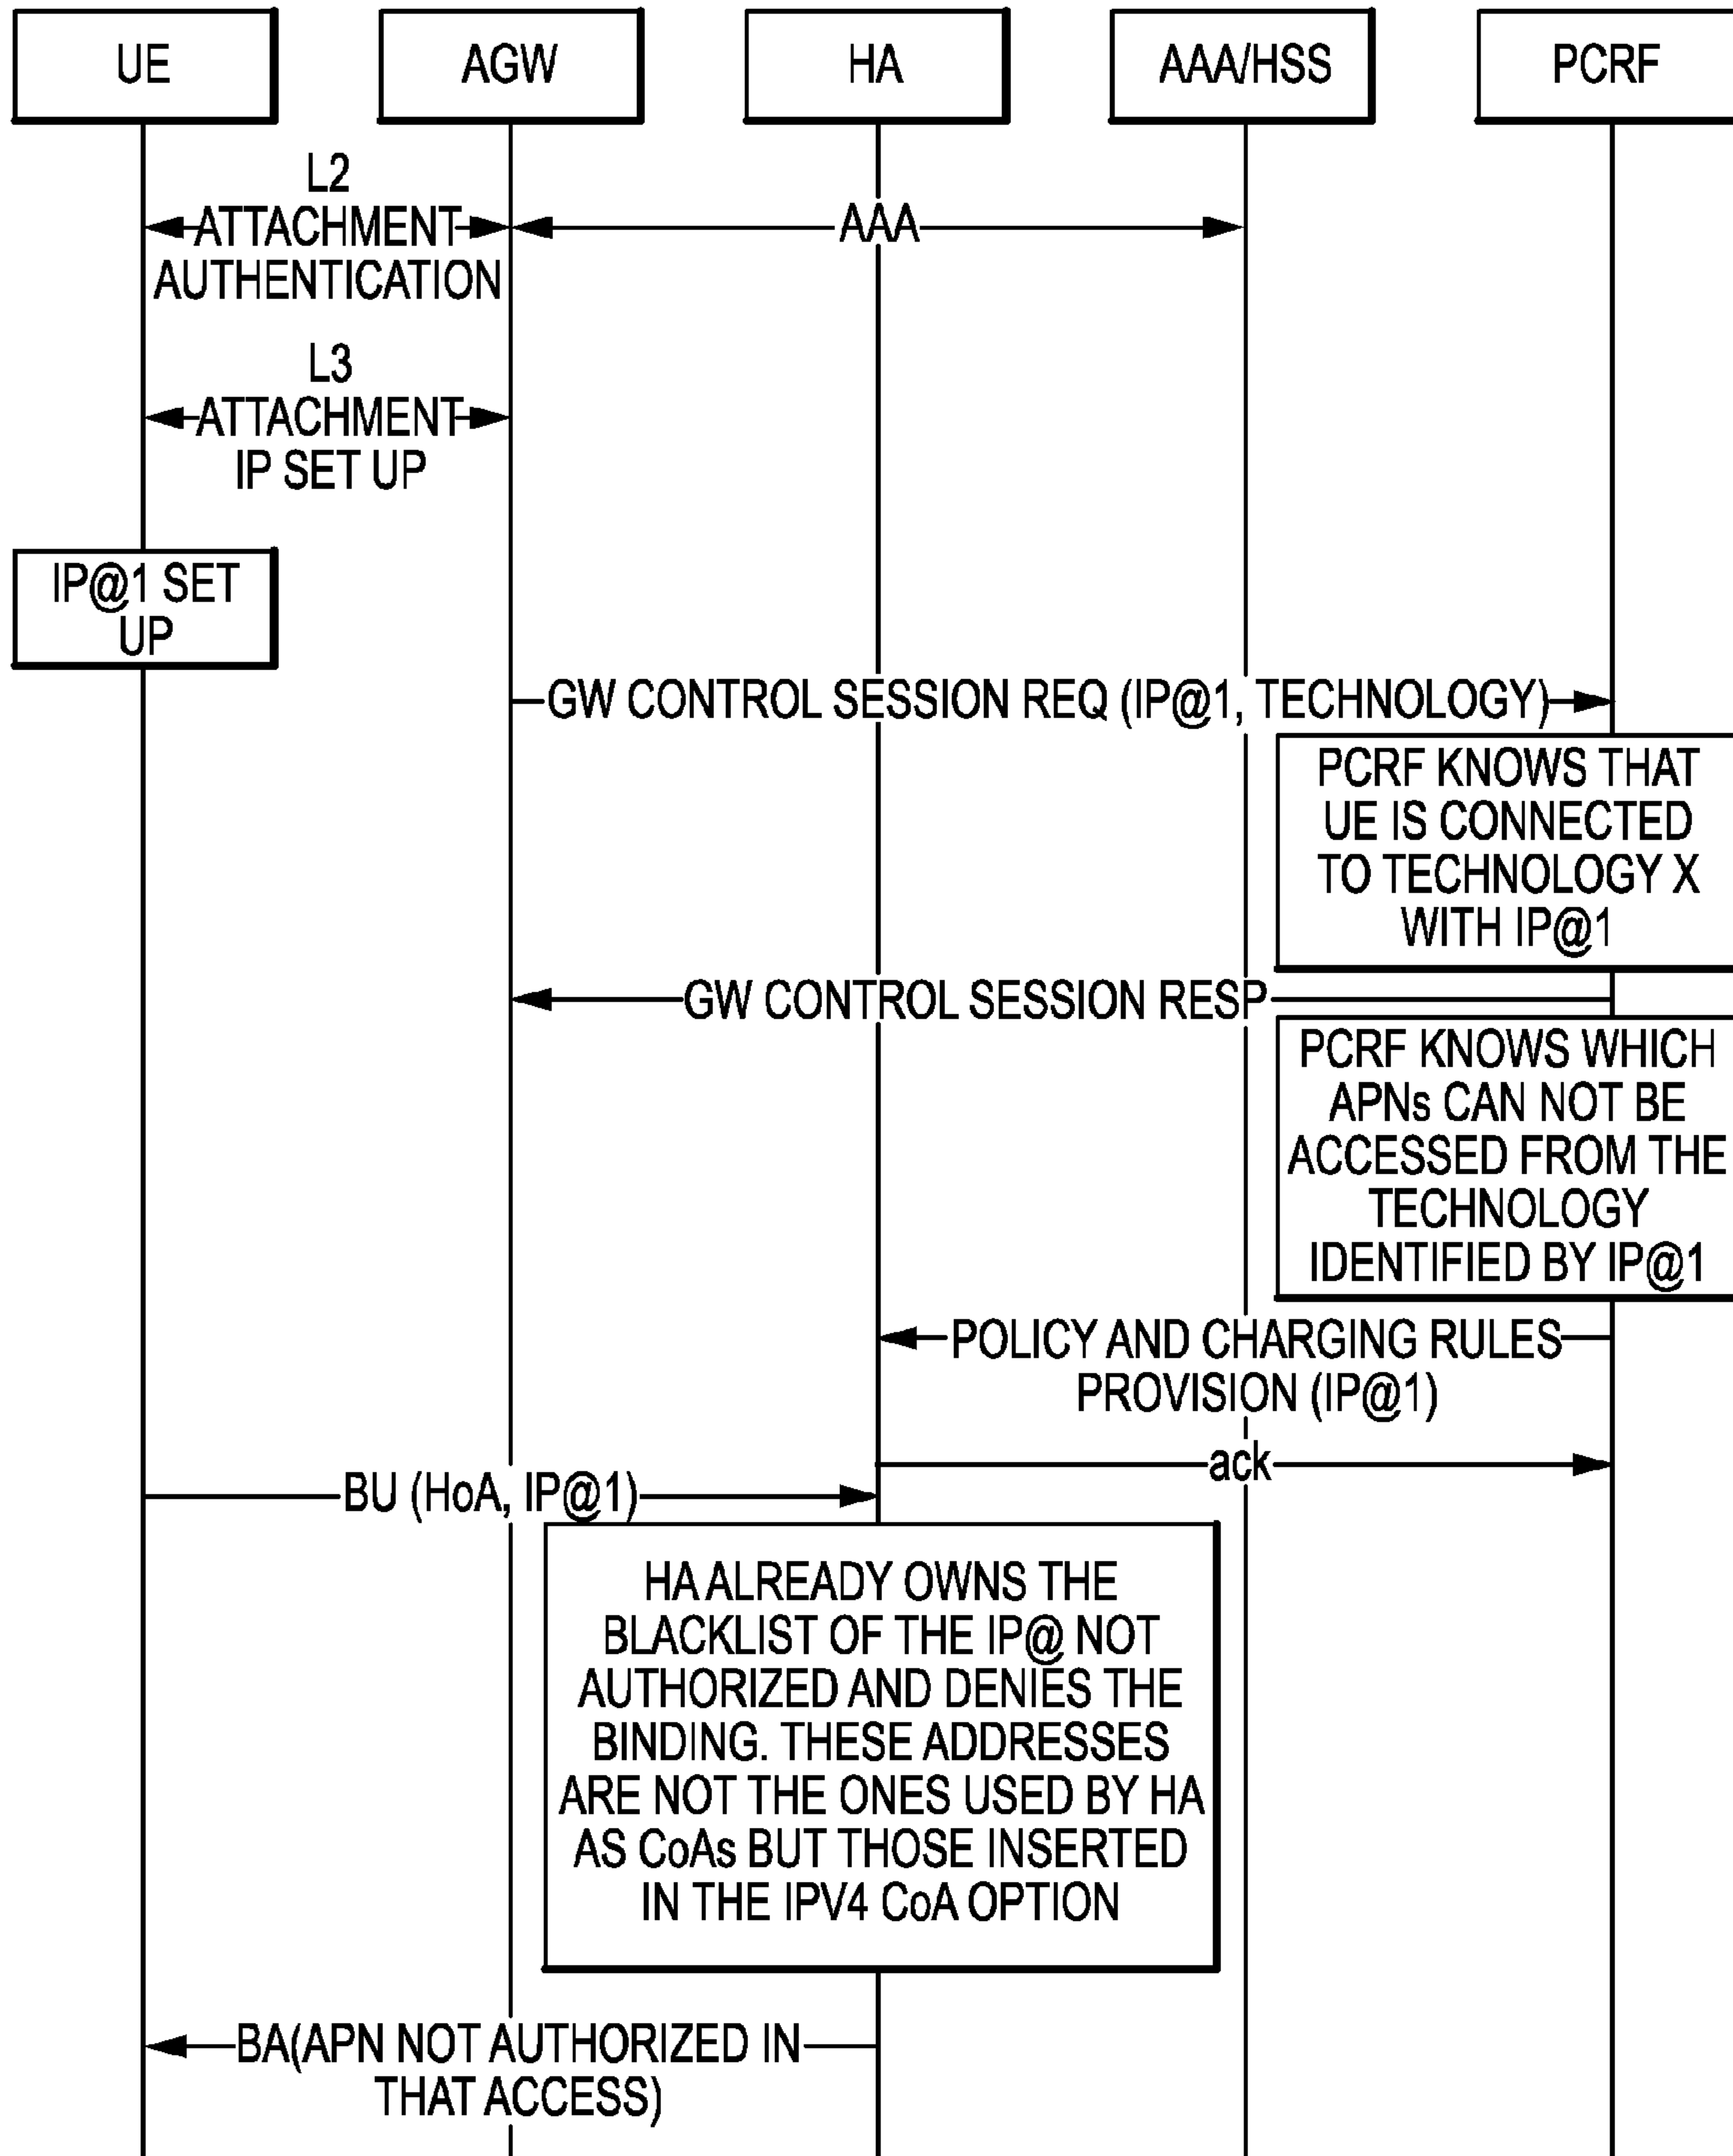 UE
AGW
HA
AAA/HSS
PCRF
L2
ATTACHMENT
AUTHENTICATION
AAA
L3
ATTACHMENT
IP SET UP
IP@1 SET
UP
GW CONTROL SESSION REQ (IP@1, TECHNOLOGY)
PCRF KNOWS THAT
UE IS CONNECTED
TO TECHNOLOGY X
WITH IP@1
GW CONTROL SESSION RESP
PCRF KNOWS WHICH
APNs CAN NOT BE
ACCESSED FROM THE
TECHNOLOGY
IDENTIFIED BY IP@1
POLICY AND CHARGING RULES
PROVISION (IP@1)
ack
BU (HoA, IP@1)
HA ALREADY OWNS THE
BLACKLIST OF THE IP@ NOT
AUTHORIZED AND DENIES THE
BINDING. THESE ADDRESSES
ARE NOT THE ONES USED BY HA
AS CoAs BUT THOSE INSERTED
IN THE IPV4 CoA OPTION
BA(APN NOT AUTHORIZED IN
THAT ACCESS)